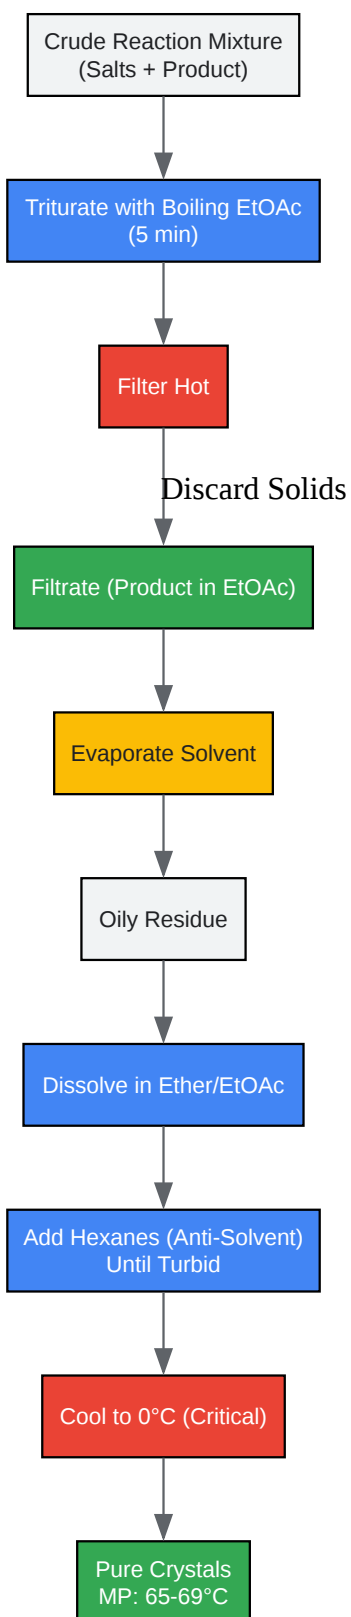 Crude Reaction Mixture
(Salts + Product)
Triturate with Boiling EtOAc
(5 min)
Filter Hot
Discard Solids
Filtrate (Product in EtOAc)
Evaporate Solvent
Oily Residue
Dissolve in Ether/EtOAc
Add Hexanes (Anti-Solvent)
Until Turbid
Cool to 0°C (Critical)
Pure Crystals
MP: 65-69°C